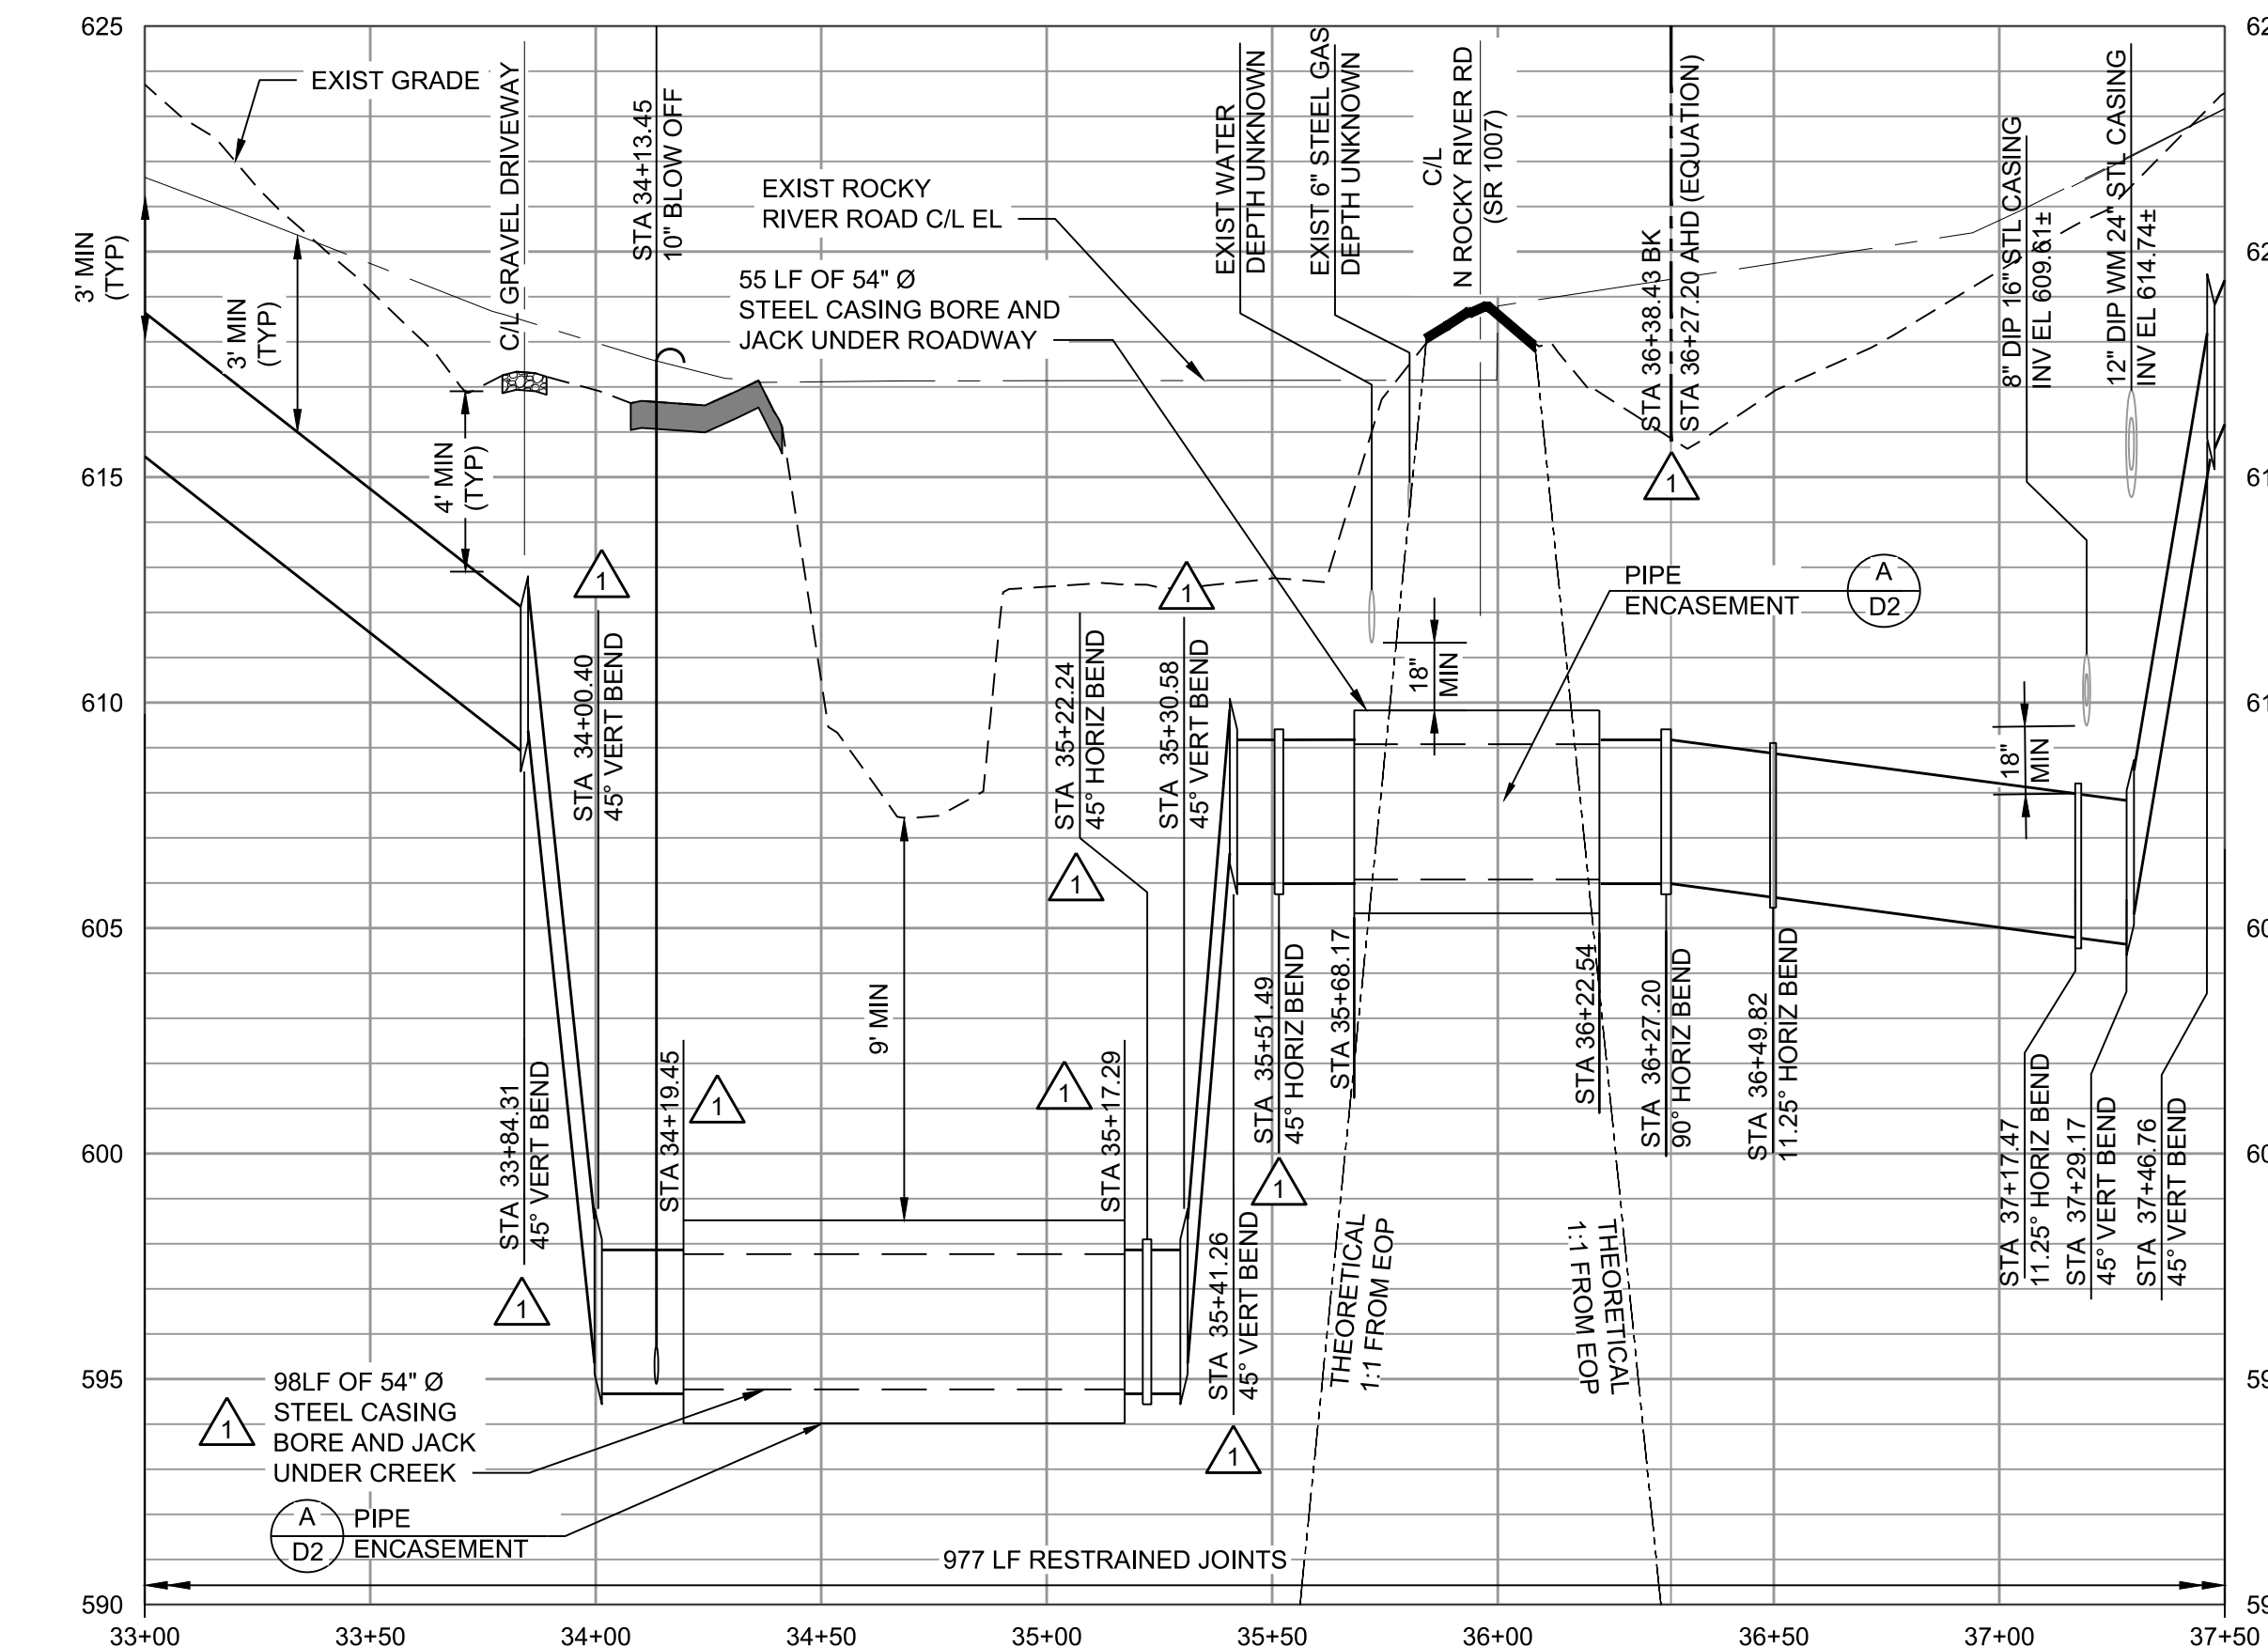 625
EXIST GRADE
C/L GRAVEL DRIVEWAY
STA 34+13.45
10" BLOW OFF
EXIST ROCKY
RIVER ROAD C/L EL
55 LF OF 54" Ø
STEEL CASING BORE AND
JACK UNDER ROADWAY
EXIST WATER
DEPTH UNKNOWN
EXIST 6" STEEL GAS
DEPTH UNKNOWN
C/L
N ROCKY RIVER RD
(SR 1007)
STA 36+38.43 BK
STA 36+27.20 AHD (EQUATION)
8" DIP 16" STL CASING
INV EL 609.61±
12" DIP WM 24" STL CASING
INV EL 614.74±
3' MIN
(TYP)
3' MIN
(TYP)
4' MIN
(TYP)
615
1
1
1
PIPE
ENCASEMENT
A
D2
STA 34+00.40
45° VERT BEND
STA 35+22.24
45° HORIZ BEND
STA 35+30.58
45° VERT BEND
18"
MIN
18"
MIN
610
1
605
9' MIN
STA 33+84.31
45° VERT BEND
STA 34+19.45
1
1
STA 35+17.29
STA 35+51.49
45° HORIZ BEND
STA 35+68.17
STA 36+22.54
STA 36+27.20
90° HORIZ BEND
STA 36+49.82
11.25° HORIZ BEND
STA 37+17.47
11.25° HORIZ BEND
STA 37+29.17
45° VERT BEND
STA 37+46.76
45° VERT BEND
600
1
1
STA 35+41.26
45° VERT BEND
THEORETICAL
1:1 FROM EOP
THEORETICAL
1:1 FROM EOP
595
1
98LF OF 54" Ø
STEEL CASING
BORE AND JACK
UNDER CREEK
1
A
D2
PIPE
ENCASEMENT
977 LF RESTRAINED JOINTS
590
33+00
33+50
34+00
34+50
35+00
35+50
36+00
36+50
37+00
37+50